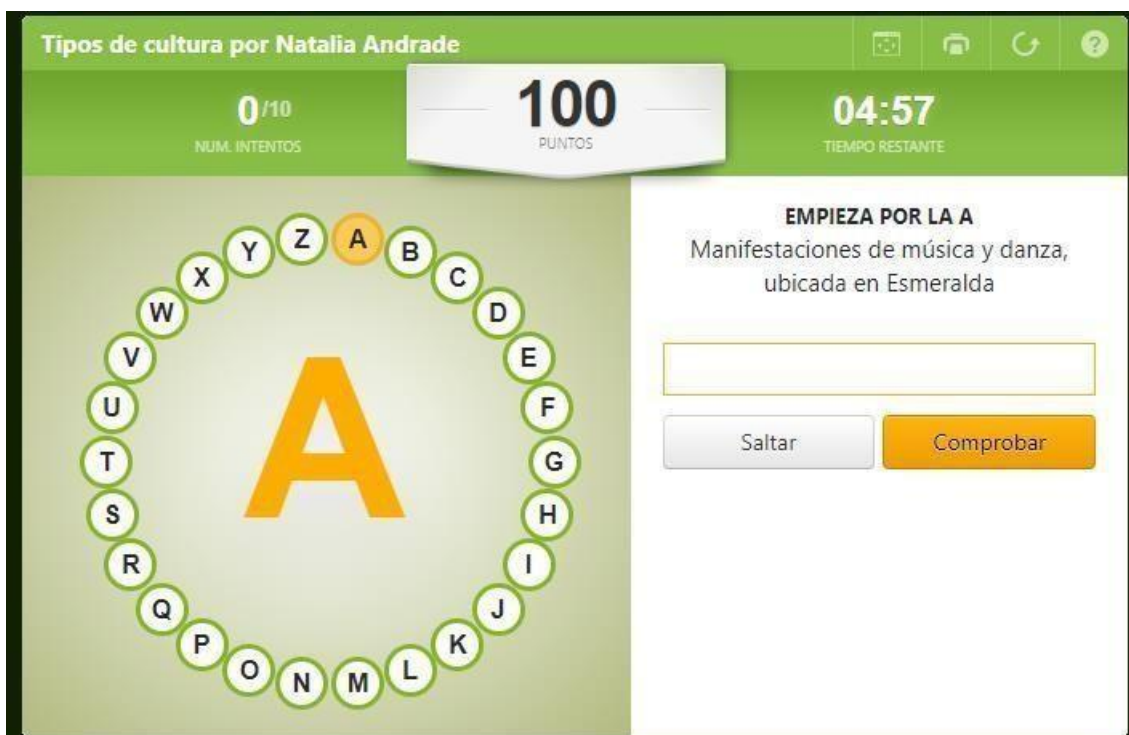 Tipos de cultura por Natalia Andrade
?
0/10
NUM. INTENTOS
100
PUNTOS
04:57
TIEMPO RESTANTE
A
B
C
D
E
F
G
H
I
J
K
L
M
N
O
P
Q
R
S
T
U
V
W
X
Y
Z
A
EMPIEZA POR LA A
Manifestaciones de música y danza,
ubicada en Esmeralda
Saltar
Comprobar